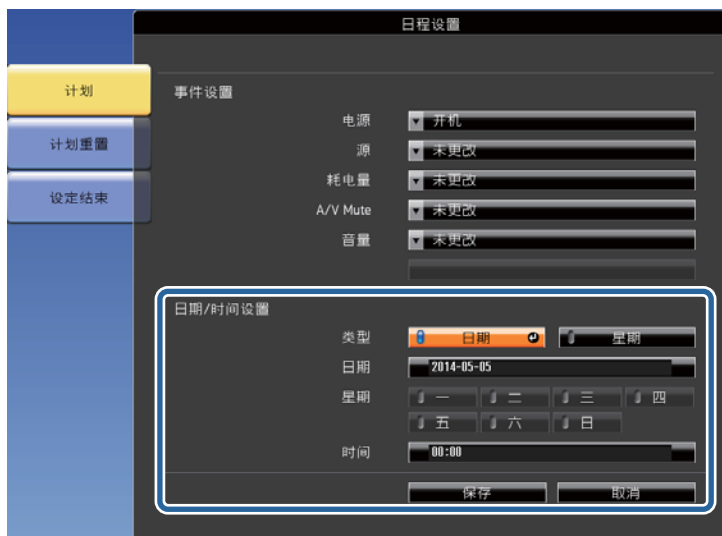 日程设置
计划
计划重置
设定结束
事件设置
电源 开机
源 未更改
耗电量 未更改
A/V Mute 未更改
音量 未更改
日期/时间设置
类型 日期 星期
日期 2014-05-05
星期 一 二 三 四
五 六 日
时间 00:00
保存 取消